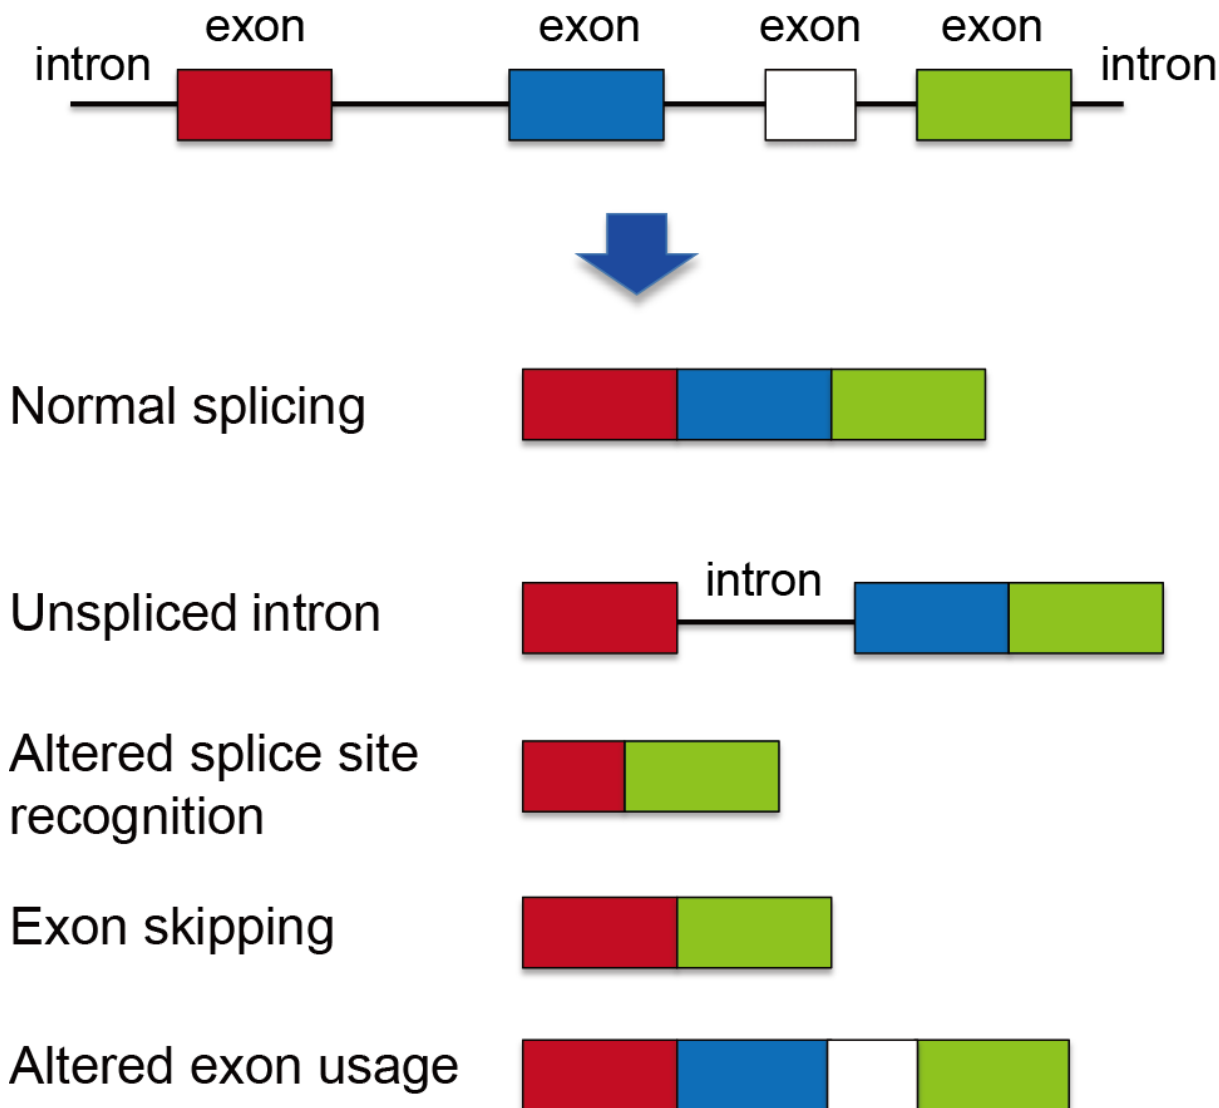 exon exon exon exon
intron intron
Normal splicing
intron
Unspliced intron
Altered splice site
recognition
Exon skipping
Altered exon usage